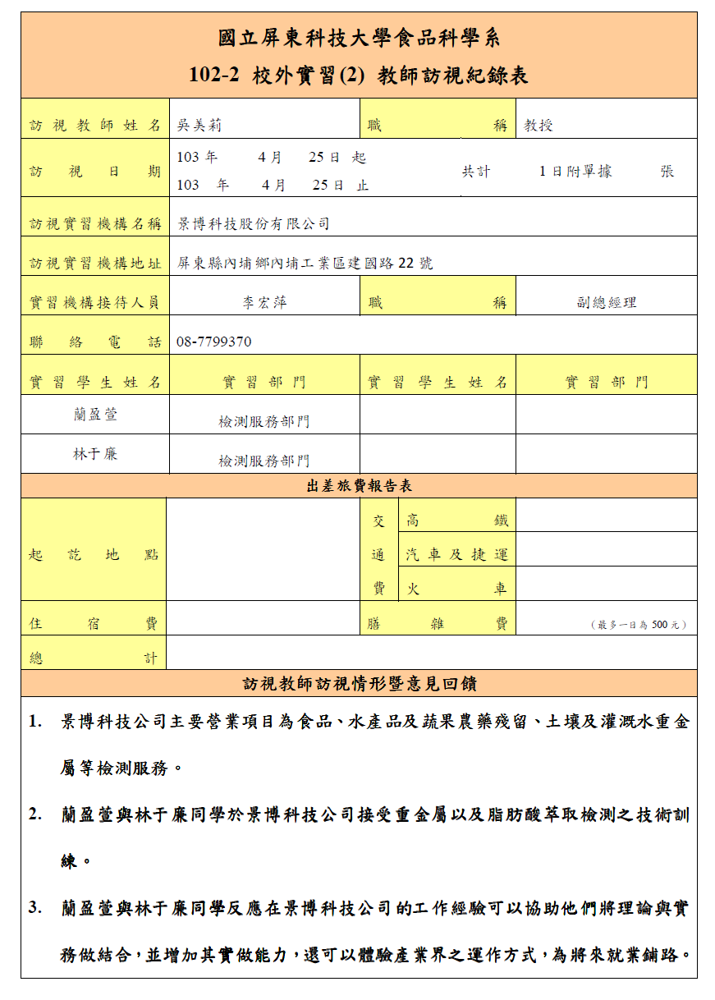 國立屏東科技大學食品科學系
102-2 校外實習(2) 教師訪視紀錄表
訪視教師姓名 吳美莉 職稱 教授
訪視日期 103 年 4 月 25 日 起
103 年 4 月 25 日 止
共計 1 日附單據 張
訪視實習機構名稱 景博科技股份有限公司
訪視實習機構地址 屏東縣內埔鄉內埔工業區建國路 22 號
實習機構接待人員 李宏萍 職稱 副總經理
聯絡電話 08-7799370
實習學生姓名 實習部門 實習學生姓名 實習部門
蘭盈萱 檢測服務部門
林于廉 檢測服務部門
出差旅費報告表
起訖地點 交通費 高鐵
汽車及捷運
火車
住宿費 膳雜費 （最多一日為 500 元）
總計
訪視教師訪視情形暨意見回饋
1. 景博科技公司主要營業項目為食品、水產品及蔬果農藥殘留、土壤及灌溉水重金
屬等檢測服務。
2. 蘭盈萱與林于廉同學於景博科技公司接受重金屬以及脂肪酸萃取檢測之技術訓
練。
3. 蘭盈萱與林于廉同學反應在景博科技公司的工作經驗可以協助他們將理論與實
務做結合，並增加其實做能力，還可以體驗產業界之運作方式，為將來就業鋪路。